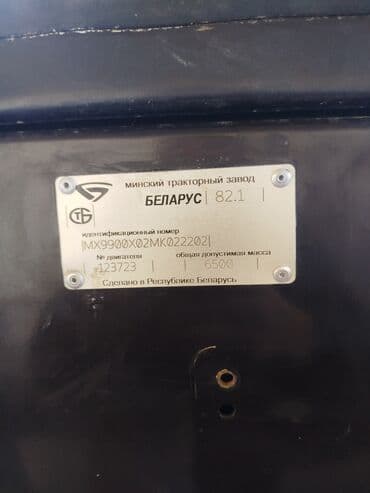 минский тракторный завод
БЕЛАРУС 82.1
СТБ
идентификационный номер
MX9900X02MK022202
№ двигателя общая допустимая масса
123723 6500
Сделано в Республике Беларусь